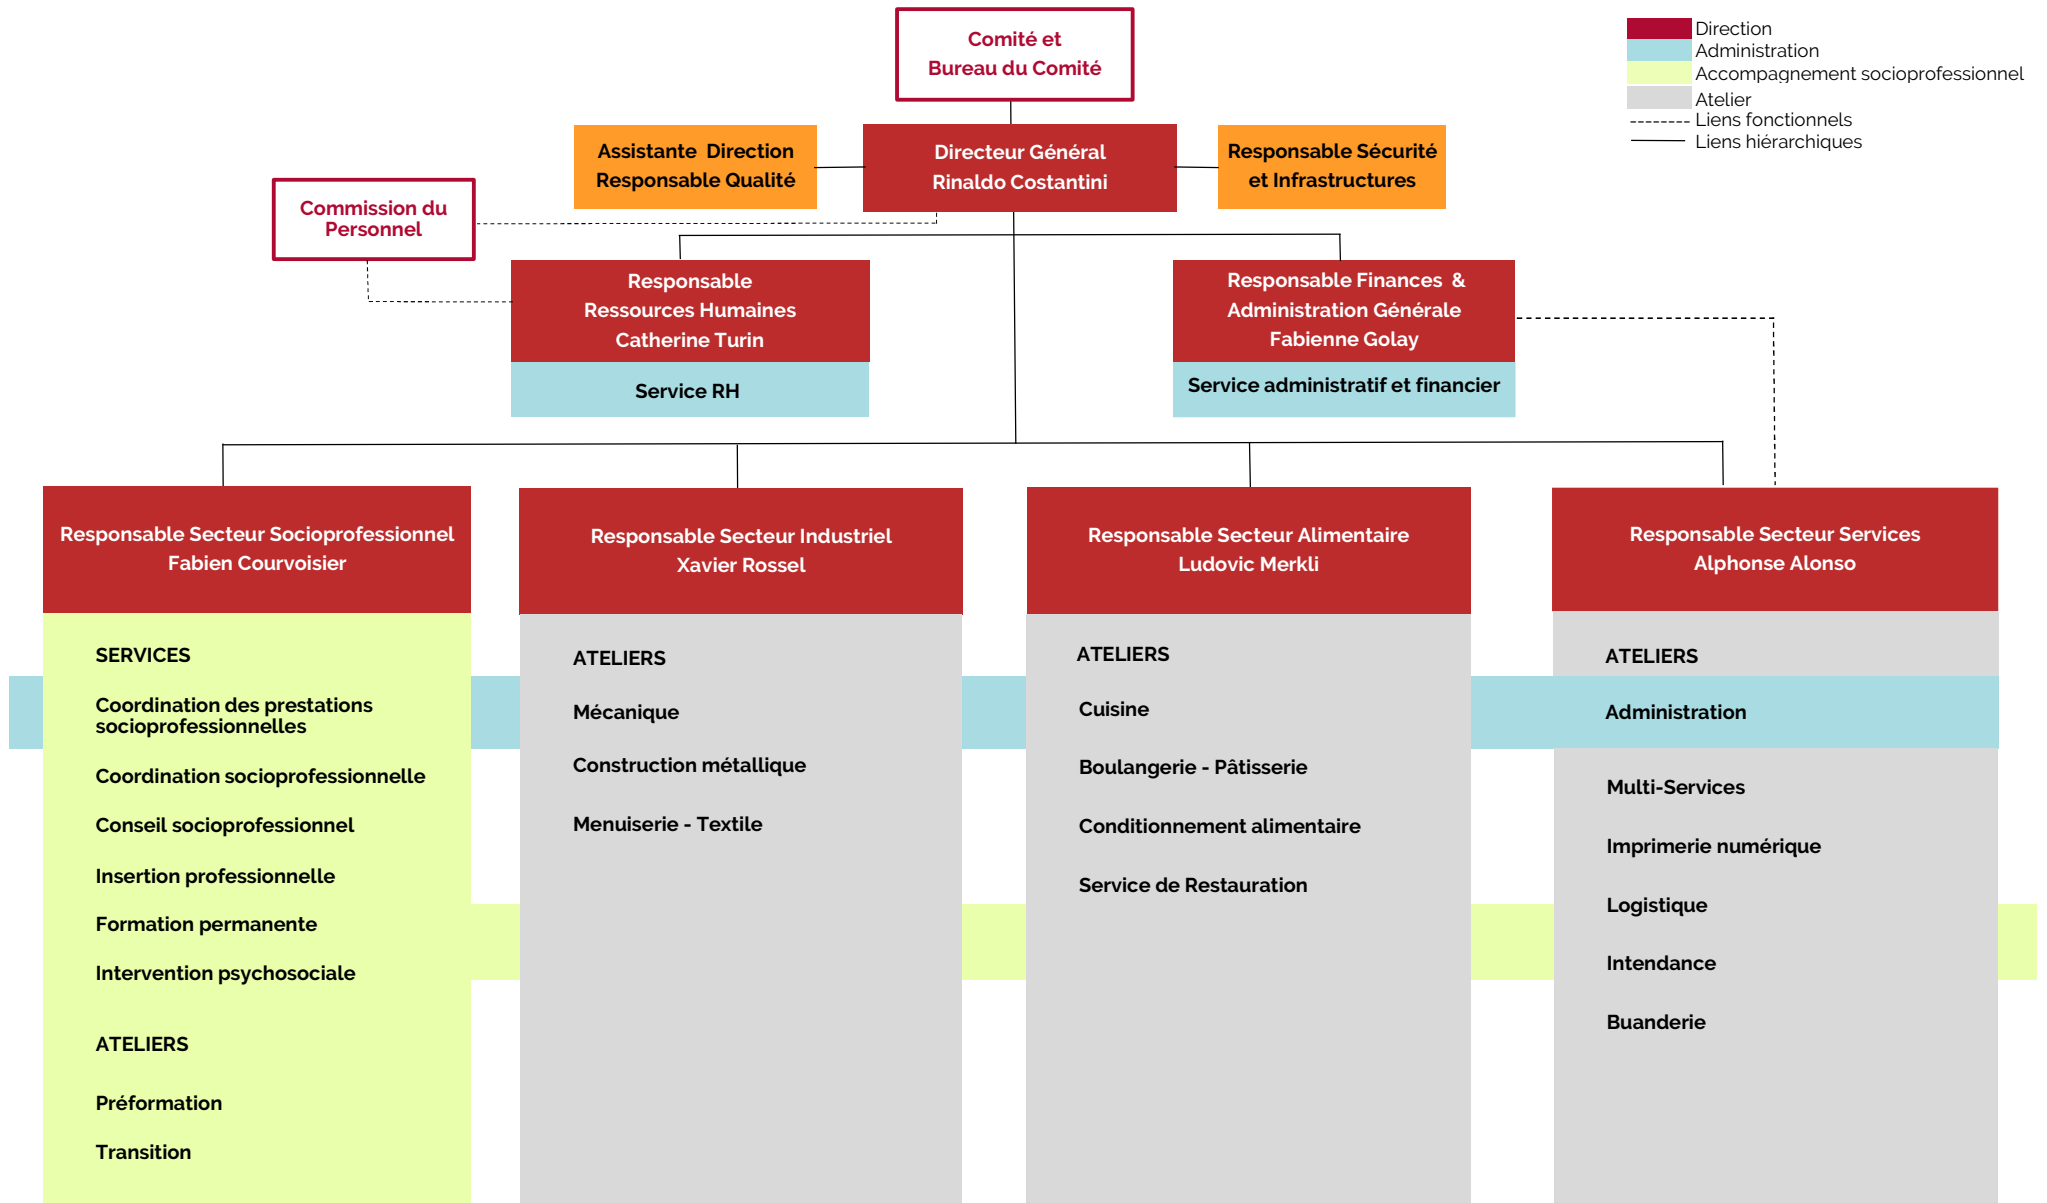 Comité et
Bureau du Comité
Direction
Administration
Accompagnement socioprofessionnel
Atelier
Liens fonctionnels
Liens hiérarchiques
Assistante Direction
Responsable Qualité
Directeur Général
Rinaldo Costantini
Responsable Sécurité
et Infrastructures
Commission du
Personnel
Responsable
Ressources Humaines
Catherine Turin
Service RH
Responsable Finances &
Administration Générale
Fabienne Golay
Service administratif et financier
Responsable Secteur Socioprofessionnel
Fabien Courvoisier
SERVICES
Coordination des prestations
socioprofessionnelles
Coordination socioprofessionnelle
Conseil socioprofessionnel
Insertion professionnelle
Formation permanente
Intervention psychosociale
ATELIERS
Préformation
Transition
Responsable Secteur Industriel
Xavier Rossel
ATELIERS
Mécanique
Construction métallique
Menuiserie - Textile
Responsable Secteur Alimentaire
Ludovic Merkli
ATELIERS
Cuisine
Boulangerie - Pâtisserie
Conditionnement alimentaire
Service de Restauration
Responsable Secteur Services
Alphonse Alonso
ATELIERS
Administration
Multi-Services
Imprimerie numérique
Logistique
Intendance
Buanderie